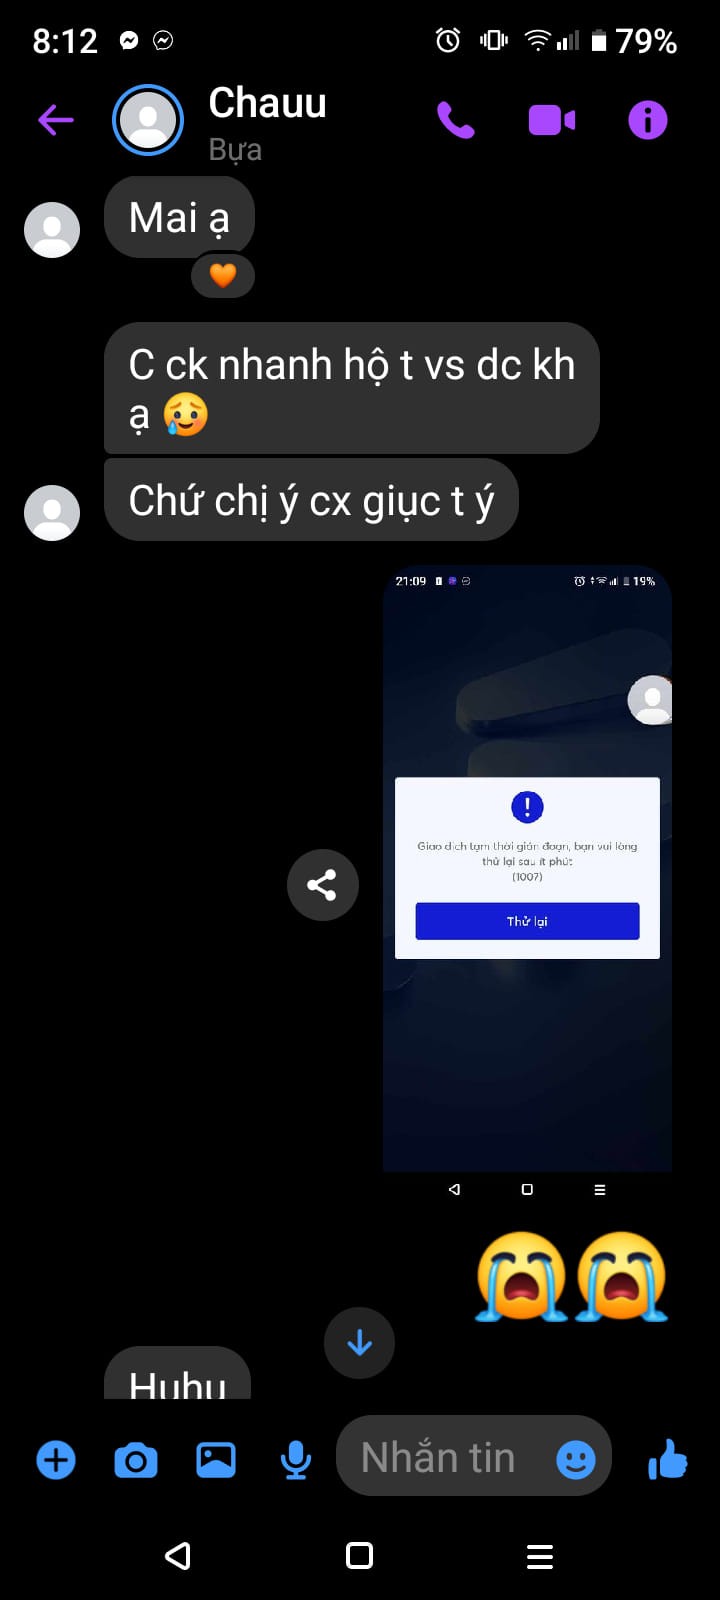 8:12
79%
Chauu
Bựa
Mai ạ
C ck nhanh hộ t vs dc kh
ạ
Chứ chị ý cx giục t ý
21:09
19%
Giao dịch tạm thời gián đoạn, bạn vui lòng
thử lại sau ít phút
(1007)
Thử lại
Huhu
Nhắn tin